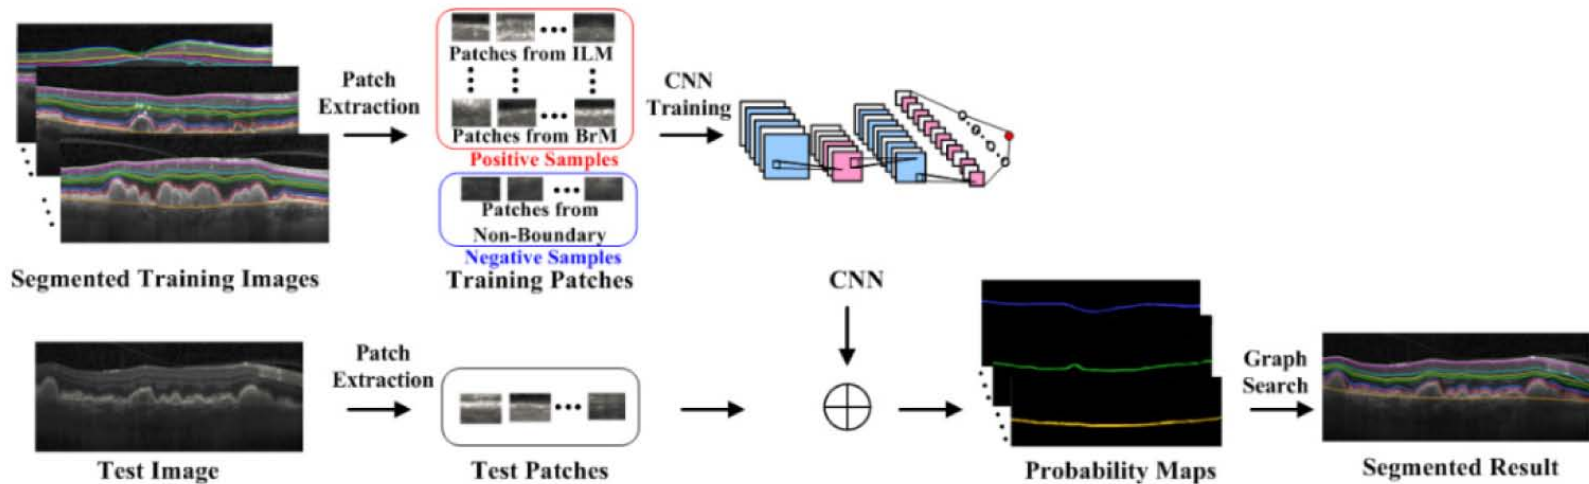 Patches from ILM
Patch
Extraction
CNN
Training
Patches from BrM
Positive Samples
Patches from
Non-Boundary
Negative Samples
Segmented Training Images
Training Patches
CNN
Patch
Extraction
Graph
Search
Test Image
Test Patches
Probability Maps
Segmented Result